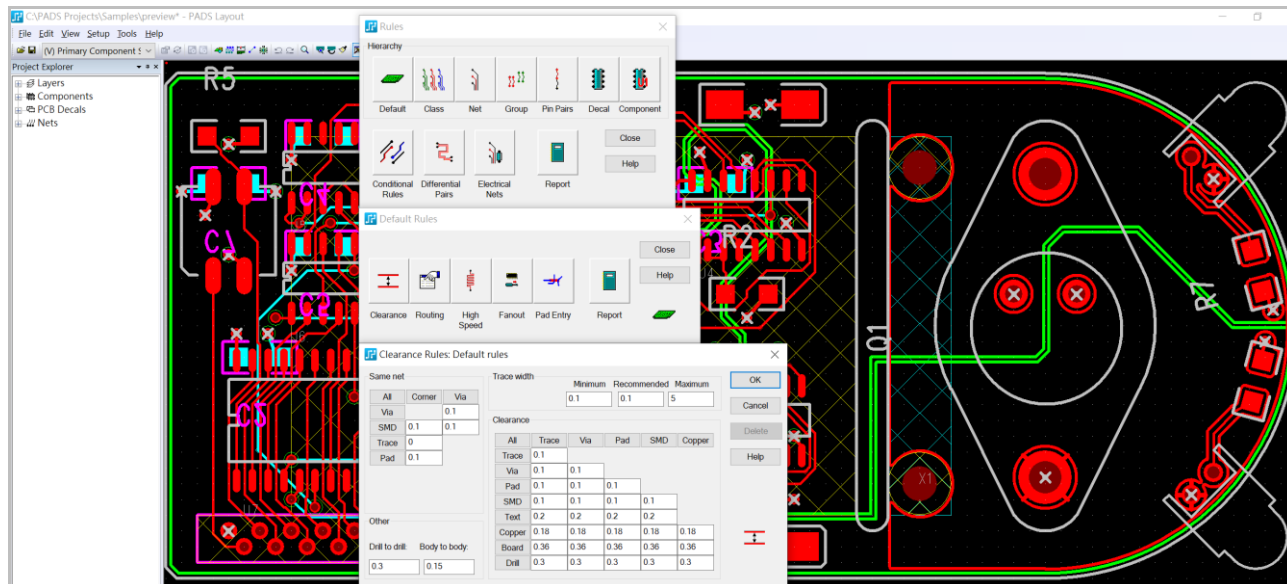 C:\PADS Projects\Samples\preview* - PADS Layout
File Edit View Setup Tools Help
(V) Primary Component S
Project Explorer
Layers
Components
PCB Decals
Nets
Rules
Hierarchy
Default Class Net Group Pin Pairs Decal Component
Close
Help
Conditional Rules
Differential Pairs
Electrical Nets
Report
Default Rules
Close
Help
Clearance Routing High Speed Fanout Pad Entry Report
Clearance Rules: Default rules
Same net
All Corner Via
Via 0.1
SMD 0.1 0.1
Trace 0
Pad 0.1
Other
Drill to drill: Body to body:
0.3 0.15
Trace width
Minimum Recommended Maximum
0.1 0.1 5
Clearance
All Trace Via Pad SMD Copper
Trace 0.1
Via 0.1 0.1
Pad 0.1 0.1 0.1
SMD 0.1 0.1 0.1 0.1
Text 0.2 0.2 0.2 0.2
Copper 0.18 0.18 0.18 0.18 0.18
Board 0.36 0.36 0.36 0.36 0.36
Drill 0.3 0.3 0.3 0.3 0.3
OK
Cancel
Delete
Help
R5
R2
Q1
R7
X1